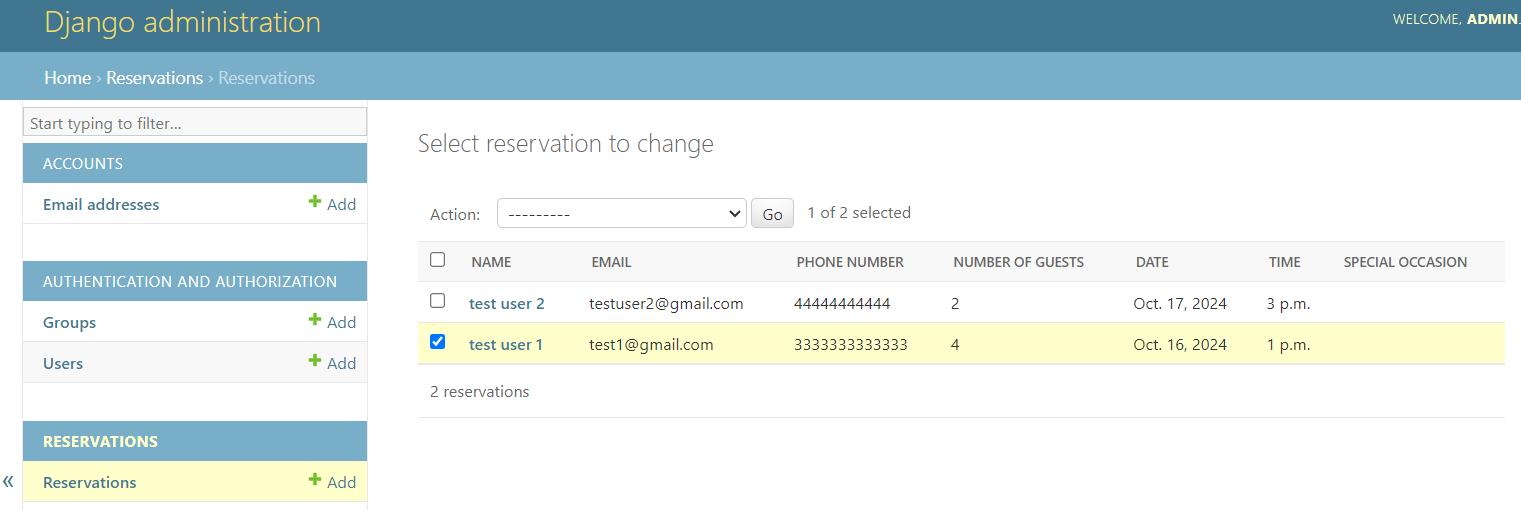 Django administration
WELCOME, ADMIN.
Home › Reservations › Reservations
Start typing to filter...
ACCOUNTS
Email addresses + Add
AUTHENTICATION AND AUTHORIZATION
Groups + Add
Users + Add
RESERVATIONS
Reservations + Add
«
Select reservation to change
Action: --------- Go 1 of 2 selected
NAME EMAIL PHONE NUMBER NUMBER OF GUESTS DATE TIME SPECIAL OCCASION
test user 2 testuser2@gmail.com 44444444444 2 Oct. 17, 2024 3 p.m.
test user 1 test1@gmail.com 3333333333333 4 Oct. 16, 2024 1 p.m.
2 reservations